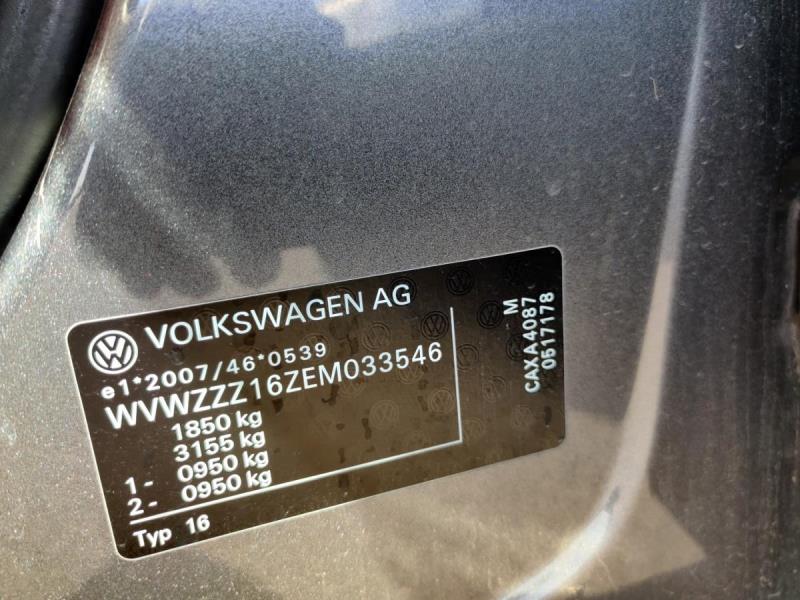 VOLKSWAGEN AG
e1*2007/46*0539
WVWZZZ16ZEM033546
1850 kg
3155 kg
1 - 0950 kg
2 - 0950 kg
Typ 16
M
CAXA4087
0517178